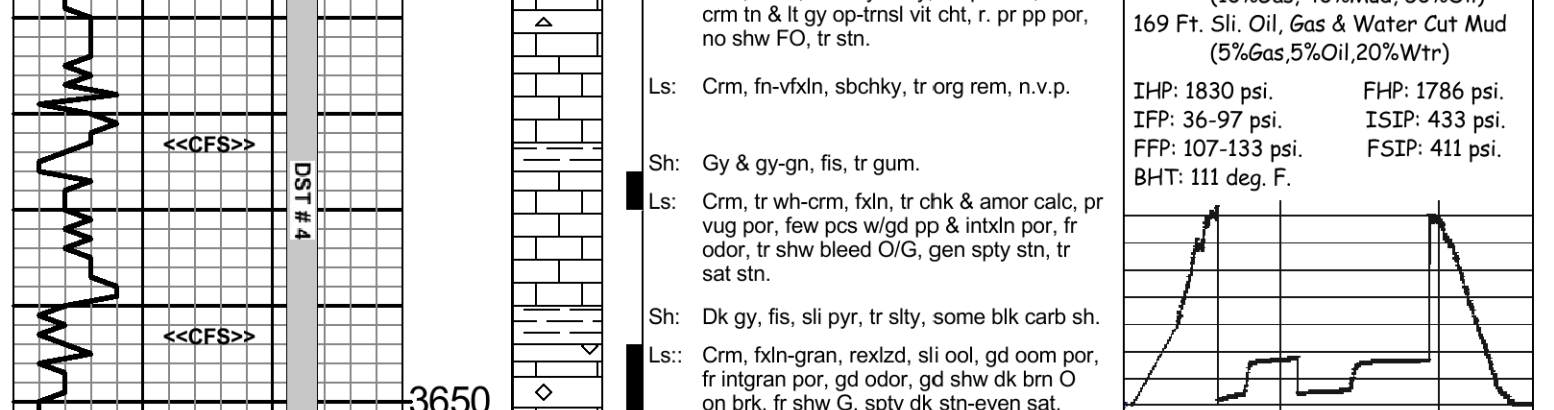 crm tn & lt gy op-trnsl vit cht, r. pr pp por,
no shw FO, tr stn.
Ls: Crm, fn-vfxln, sbchky, tr org rem, n.v.p.
Sh: Gy & gy-gn, fis, tr gum.
Ls: Crm, tr wh-crm, fxln, tr chk & amor calc, pr
vug por, few pcs w/gd pp & intxln por, fr
odor, tr shw bleed O/G, gen spty stn, tr
sat stn.
Sh: Dk gy, fis, sli pyr, tr slty, some blk carb sh.
Ls:: Crm, fxln-gran, rexlzd, sli ool, gd oom por,
fr intgran por, gd odor, gd shw dk brn O
on brk, fr shw G, spty dk stn-even sat.
<<CFS>>
<<CFS>>
DST # 4
3650
169 Ft. Sli. Oil, Gas & Water Cut Mud
(5%Gas,5%Oil,20%Wtr)
IHP: 1830 psi. FHP: 1786 psi.
IFP: 36-97 psi. ISIP: 433 psi.
FFP: 107-133 psi. FSIP: 411 psi.
BHT: 111 deg. F.